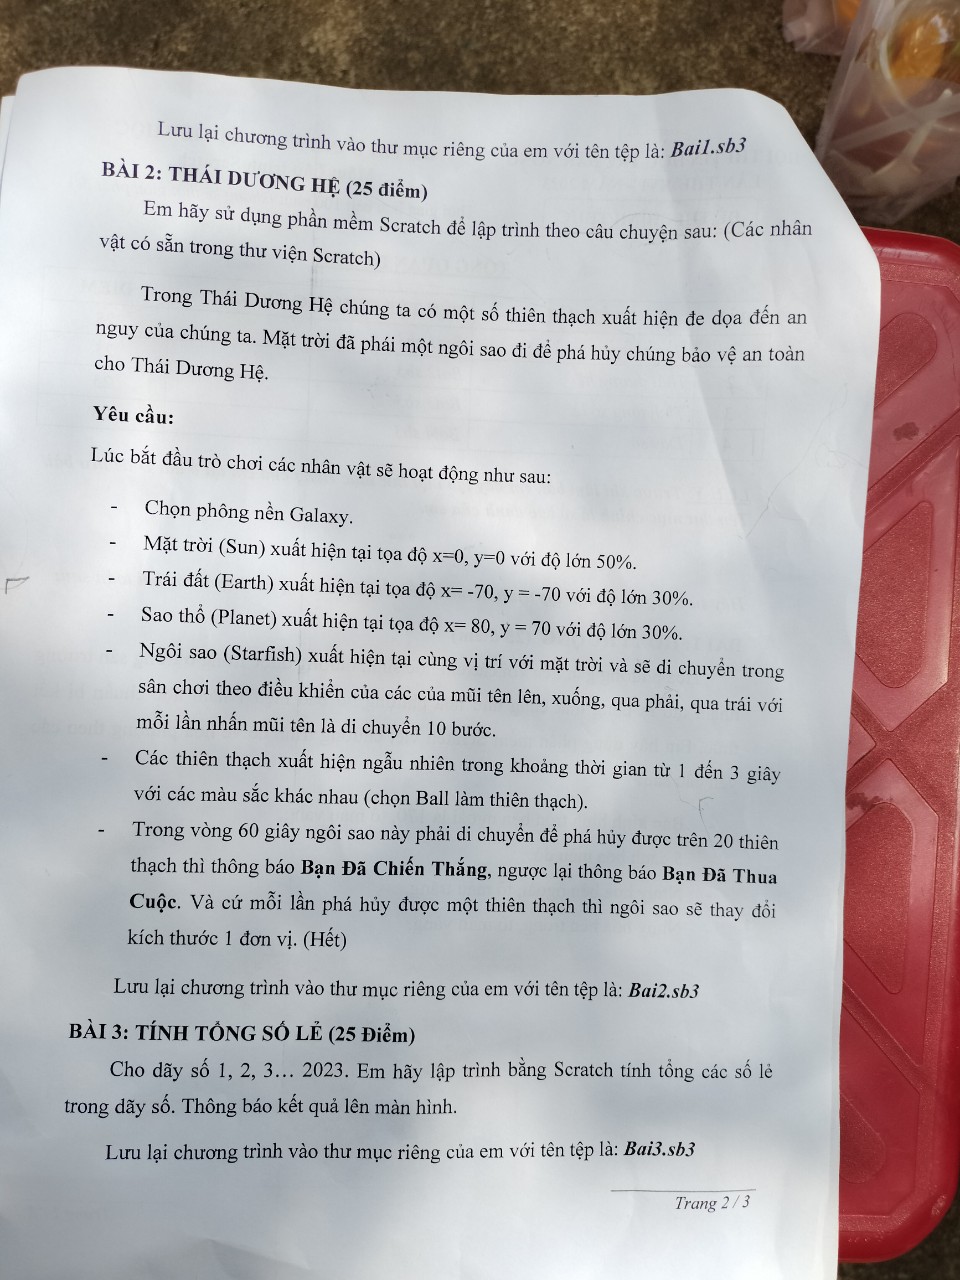 Lưu lại chương trình vào thư mục riêng của em với tên tệp là: Bai1.sb3
BÀI 2: THÁI DƯƠNG HỆ (25 điểm)
Em hãy sử dụng phần mềm Scratch để lập trình theo câu chuyện sau: (Các nhân
vật có sẵn trong thư viện Scratch)
Trong Thái Dương Hệ chúng ta có một số thiên thạch xuất hiện đe dọa đến an
nguy của chúng ta. Mặt trời đã phái một ngôi sao đi để phá hủy chúng bảo vệ an toàn
cho Thái Dương Hệ.
Yêu cầu:
Lúc bắt đầu trò chơi các nhân vật sẽ hoạt động như sau:
- Chọn phông nền Galaxy.
- Mặt trời (Sun) xuất hiện tại tọa độ x=0, y=0 với độ lớn 50%.
- Trái đất (Earth) xuất hiện tại tọa độ x= -70, y = -70 với độ lớn 30%.
- Sao thổ (Planet) xuất hiện tại tọa độ x= 80, y = 70 với độ lớn 30%.
- Ngôi sao (Starfish) xuất hiện tại cùng vị trí với mặt trời và sẽ di chuyển trong
sân chơi theo điều khiển của các của mũi tên lên, xuống, qua phải, qua trái với
mỗi lần nhấn mũi tên là di chuyển 10 bước.
- Các thiên thạch xuất hiện ngẫu nhiên trong khoảng thời gian từ 1 đến 3 giây
với các màu sắc khác nhau (chọn Ball làm thiên thạch).
- Trong vòng 60 giây ngôi sao này phải di chuyển để phá hủy được trên 20 thiên
thạch thì thông báo Bạn Đã Chiến Thắng, ngược lại thông báo Bạn Đã Thua
Cuộc. Và cứ mỗi lần phá hủy được một thiên thạch thì ngôi sao sẽ thay đổi
kích thước 1 đơn vị. (Hết)
Lưu lại chương trình vào thư mục riêng của em với tên tệp là: Bai2.sb3
BÀI 3: TÍNH TỔNG SỐ LẺ (25 Điểm)
Cho dãy số 1, 2, 3… 2023. Em hãy lập trình bằng Scratch tính tổng các số lẻ
trong dãy số. Thông báo kết quả lên màn hình.
Lưu lại chương trình vào thư mục riêng của em với tên tệp là: Bai3.sb3
Trang 2 / 3